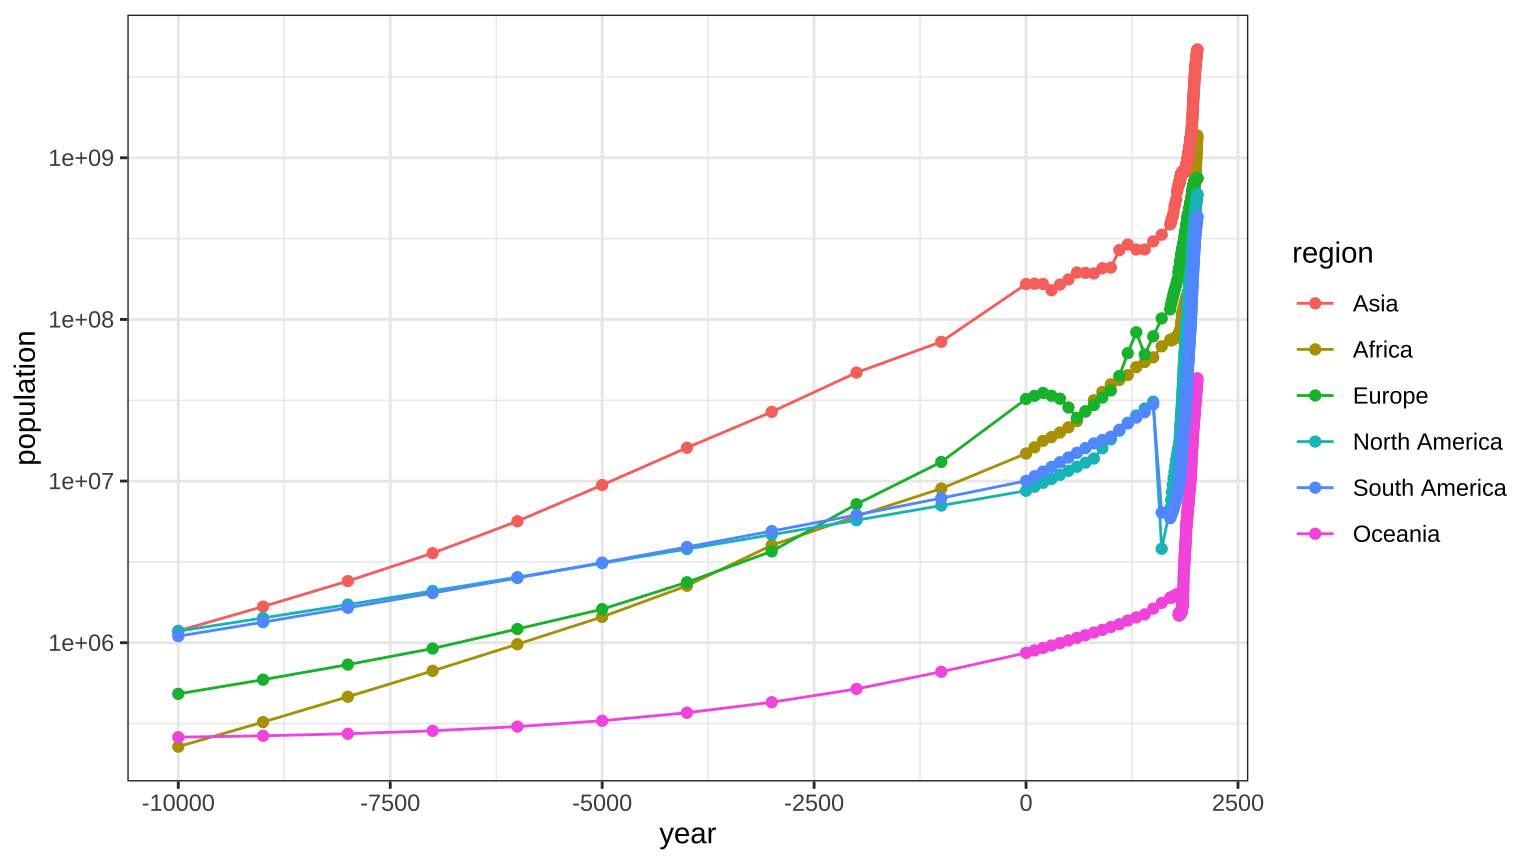 1e+09
1e+08
1e+07
1e+06
population
-10000 -7500 -5000 -2500 0 2500
year
region
Asia
Africa
Europe
North America
South America
Oceania